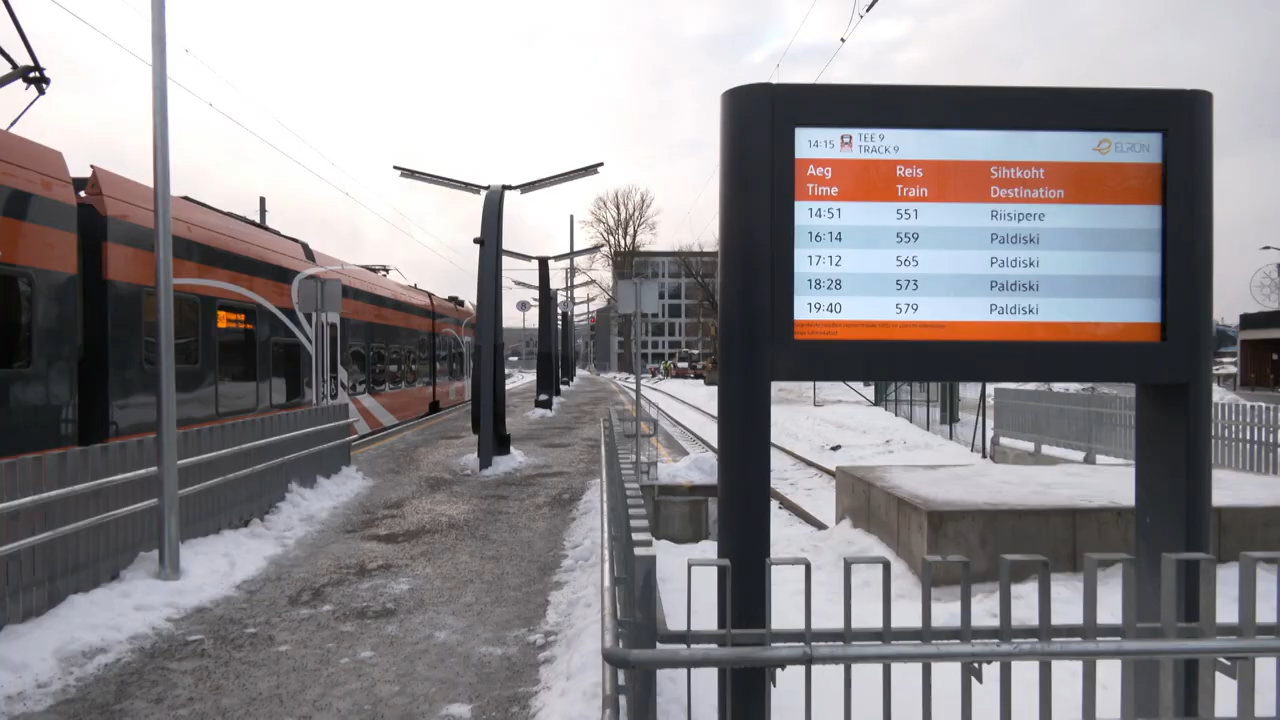 14:15 TEE 9
TRACK 9
ELRON
Aeg Reis Sihtkoht
Time Train Destination
14:51 551 Riisipere
16:14 559 Paldiski
17:12 565 Paldiski
18:28 573 Paldiski
19:40 579 Paldiski
8